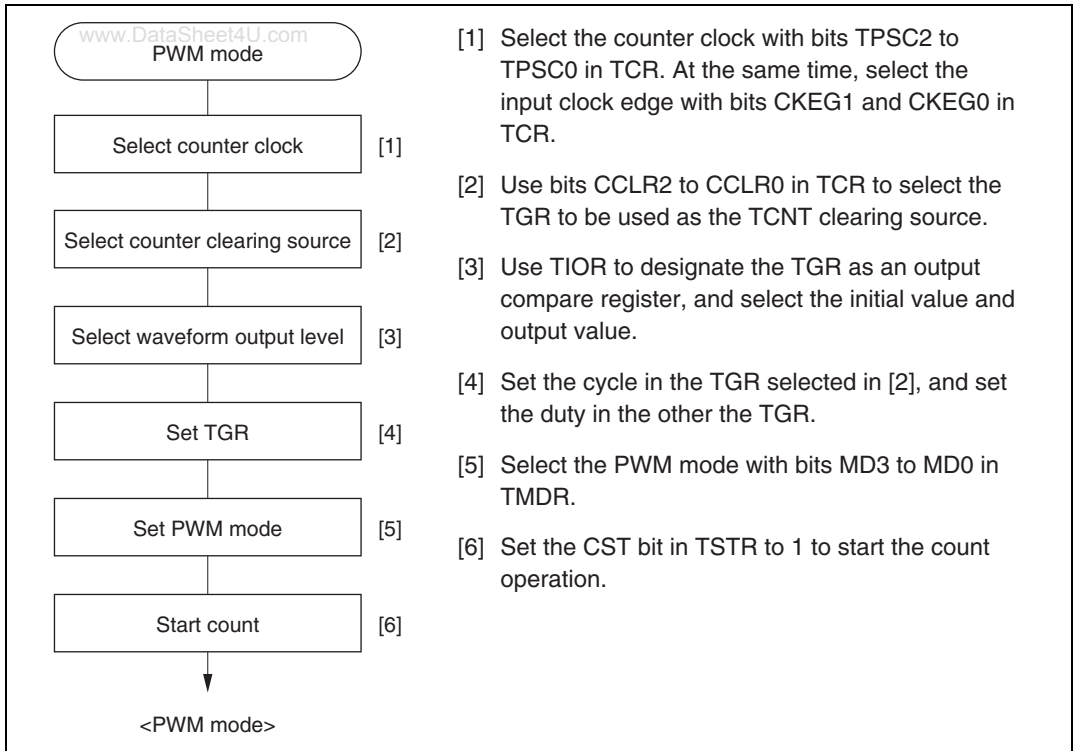 www.DataSheet4U.com
PWM mode
Select counter clock [1]
Select counter clearing source [2]
Select waveform output level [3]
Set TGR [4]
Set PWM mode [5]
Start count [6]
<PWM mode>
[1] Select the counter clock with bits TPSC2 to
TPSC0 in TCR. At the same time, select the
input clock edge with bits CKEG1 and CKEG0 in
TCR.
[2] Use bits CCLR2 to CCLR0 in TCR to select the
TGR to be used as the TCNT clearing source.
[3] Use TIOR to designate the TGR as an output
compare register, and select the initial value and
output value.
[4] Set the cycle in the TGR selected in [2], and set
the duty in the other the TGR.
[5] Select the PWM mode with bits MD3 to MD0 in
TMDR.
[6] Set the CST bit in TSTR to 1 to start the count
operation.